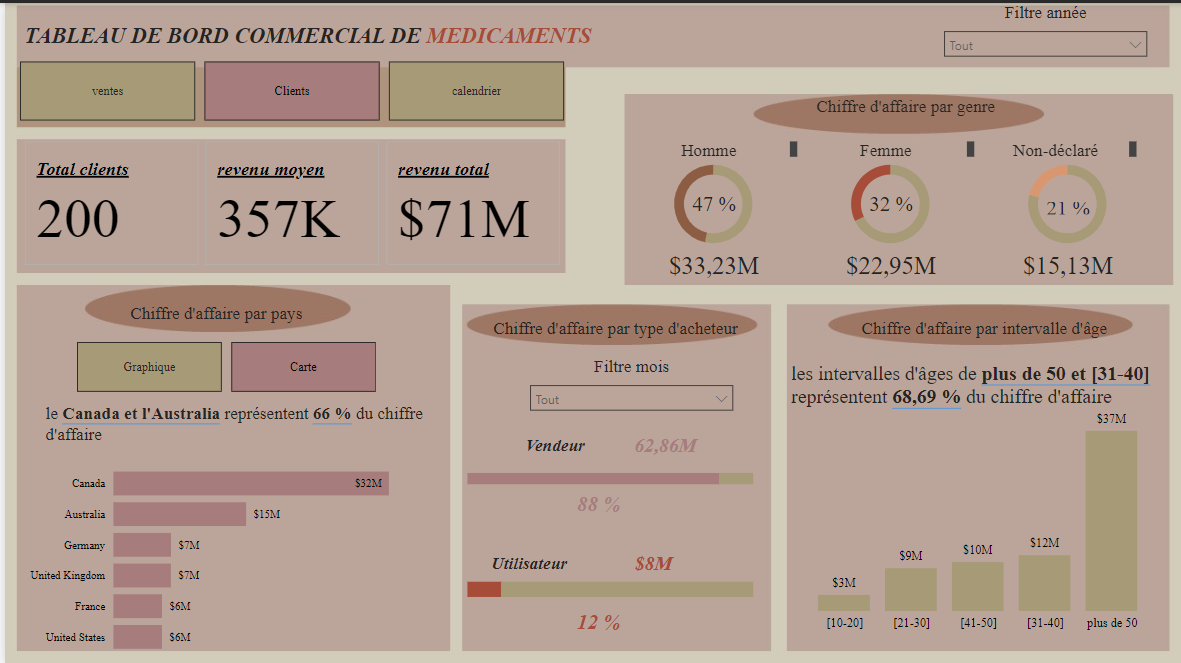 TABLEAU DE BORD COMMERCIAL DE MEDICAMENTS
Filtre année
Tout
ventes
Clients
calendrier
Total clients
200
revenu moyen
357K
revenu total
$71M
Chiffre d'affaire par genre
Homme
47 %
$33,23M
Femme
32 %
$22,95M
Non-déclaré
21 %
$15,13M
Chiffre d'affaire par pays
Graphique
Carte
le Canada et l'Australia représentent 66 % du chiffre
d'affaire
Canada $32M
Australia $15M
Germany $7M
United Kingdom $7M
France $6M
United States $6M
Chiffre d'affaire par type d'acheteur
Filtre mois
Tout
Vendeur 62,86M
88 %
Utilisateur $8M
12 %
Chiffre d'affaire par intervalle d'âge
les intervalles d'âges de plus de 50 et [31-40]
représentent 68,69 % du chiffre d'affaire
$3M $9M $10M $12M $37M
[10-20] [21-30] [41-50] [31-40] plus de 50